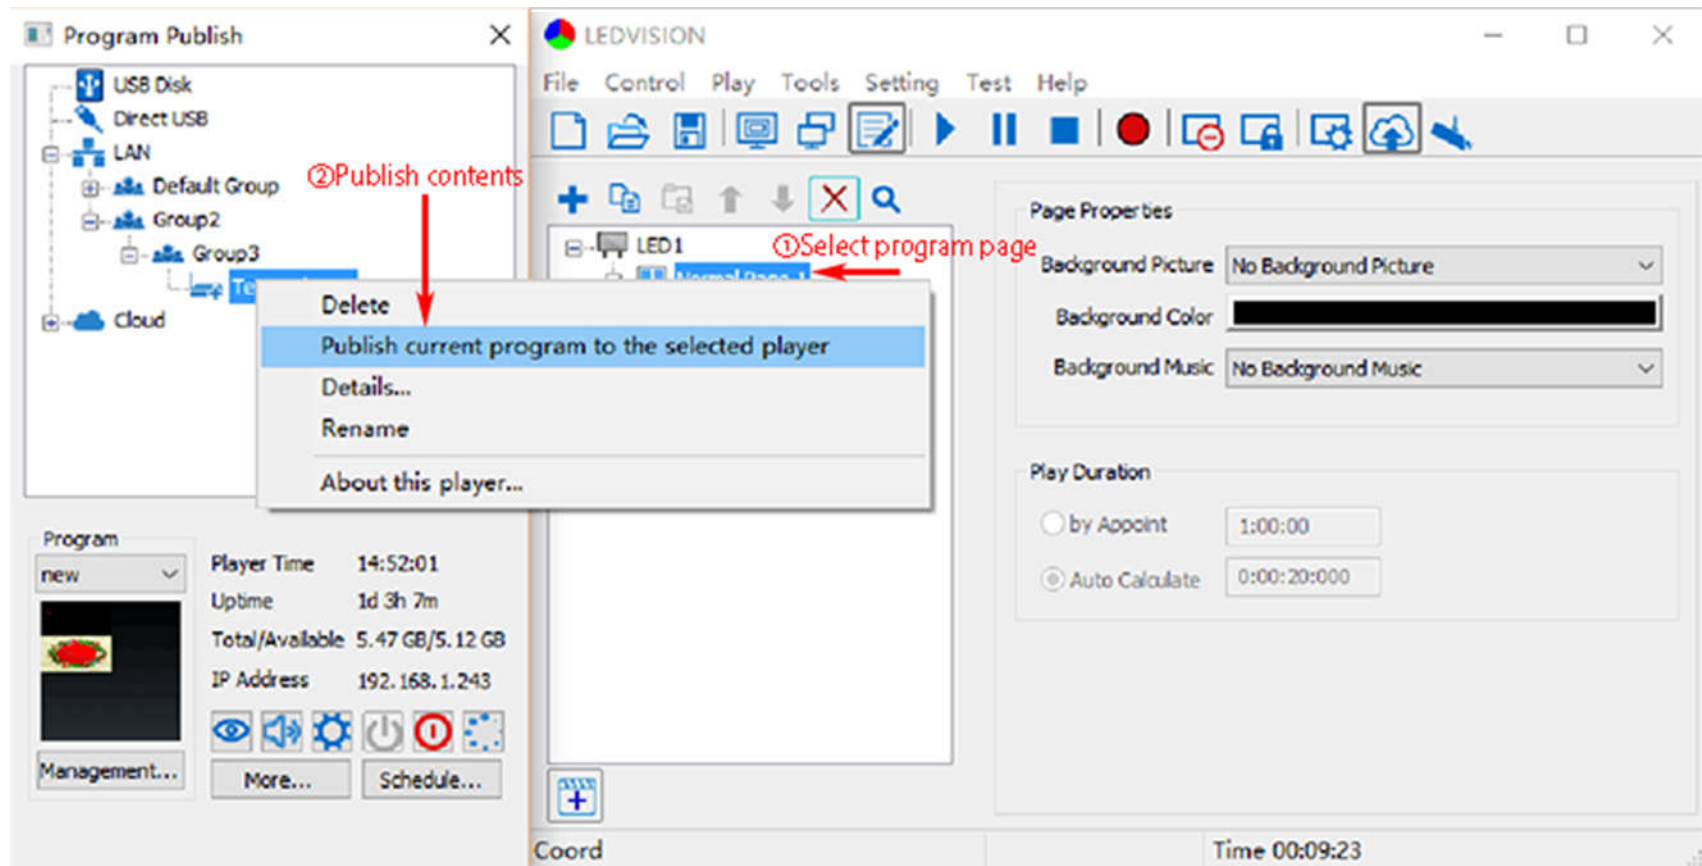 Program Publish
USB Disk
Direct USB
LAN
Default Group
Group2
Group3
Cloud
②Publish contents
Delete
Publish current program to the selected player
Details...
Rename
About this player...
Program
new
Management...
Player Time 14:52:01
Uptime 1d 3h 7m
Total/Available 5.47 GB/5.12 GB
IP Address 192.168.1.243
More... Schedule...
LEDVISION
File Control Play Tools Setting Test Help
LED1
①Select program page
Normal Page-1
Page Properties
Background Picture No Background Picture
Background Color
Background Music No Background Music
Play Duration
by Appoint 1:00:00
Auto Calculate 0:00:20:000
Coord
Time 00:09:23